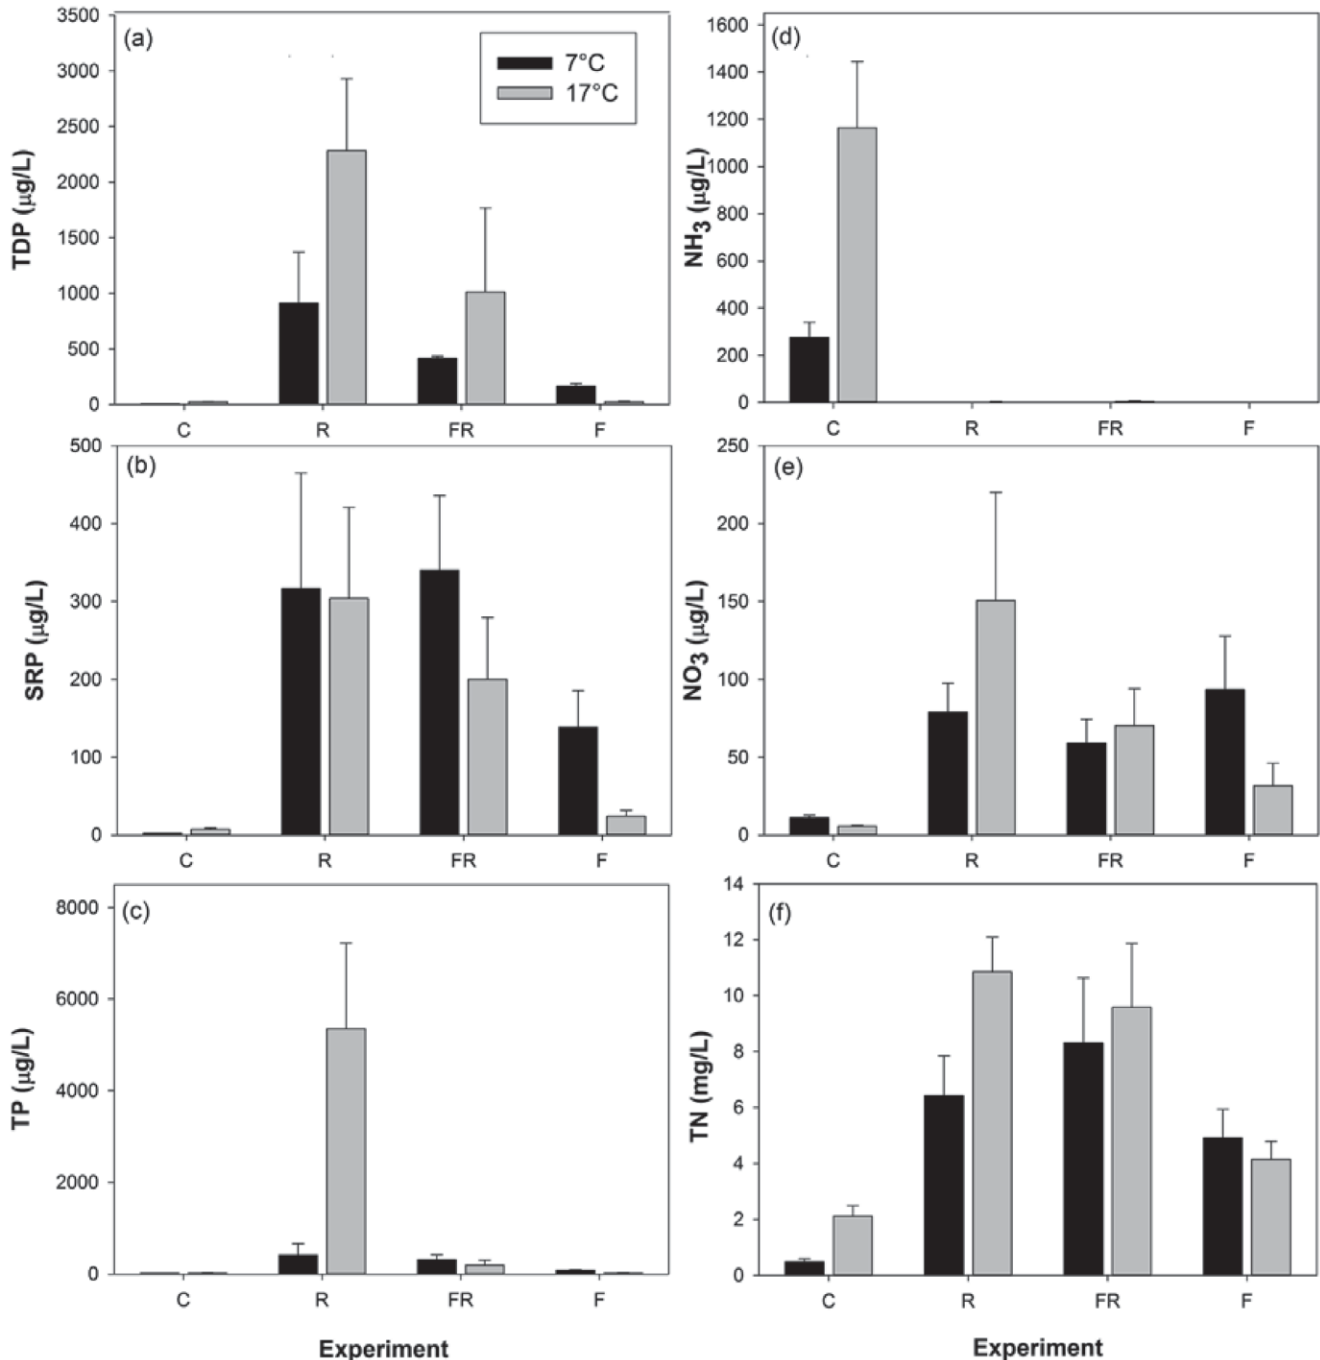 (a)
7°C
17°C
TDP (μg/L)
3500
3000
2500
2000
1500
1000
500
0
C R FR F
(b)
SRP (μg/L)
500
400
300
200
100
0
C R FR F
(c)
TP (μg/L)
8000
6000
4000
2000
0
C R FR F
Experiment
(d)
NH3 (μg/L)
1600
1400
1200
1000
800
600
400
200
0
C R FR F
(e)
NO3 (μg/L)
250
200
150
100
50
0
C R FR F
(f)
TN (mg/L)
14
12
10
8
6
4
2
0
C R FR F
Experiment